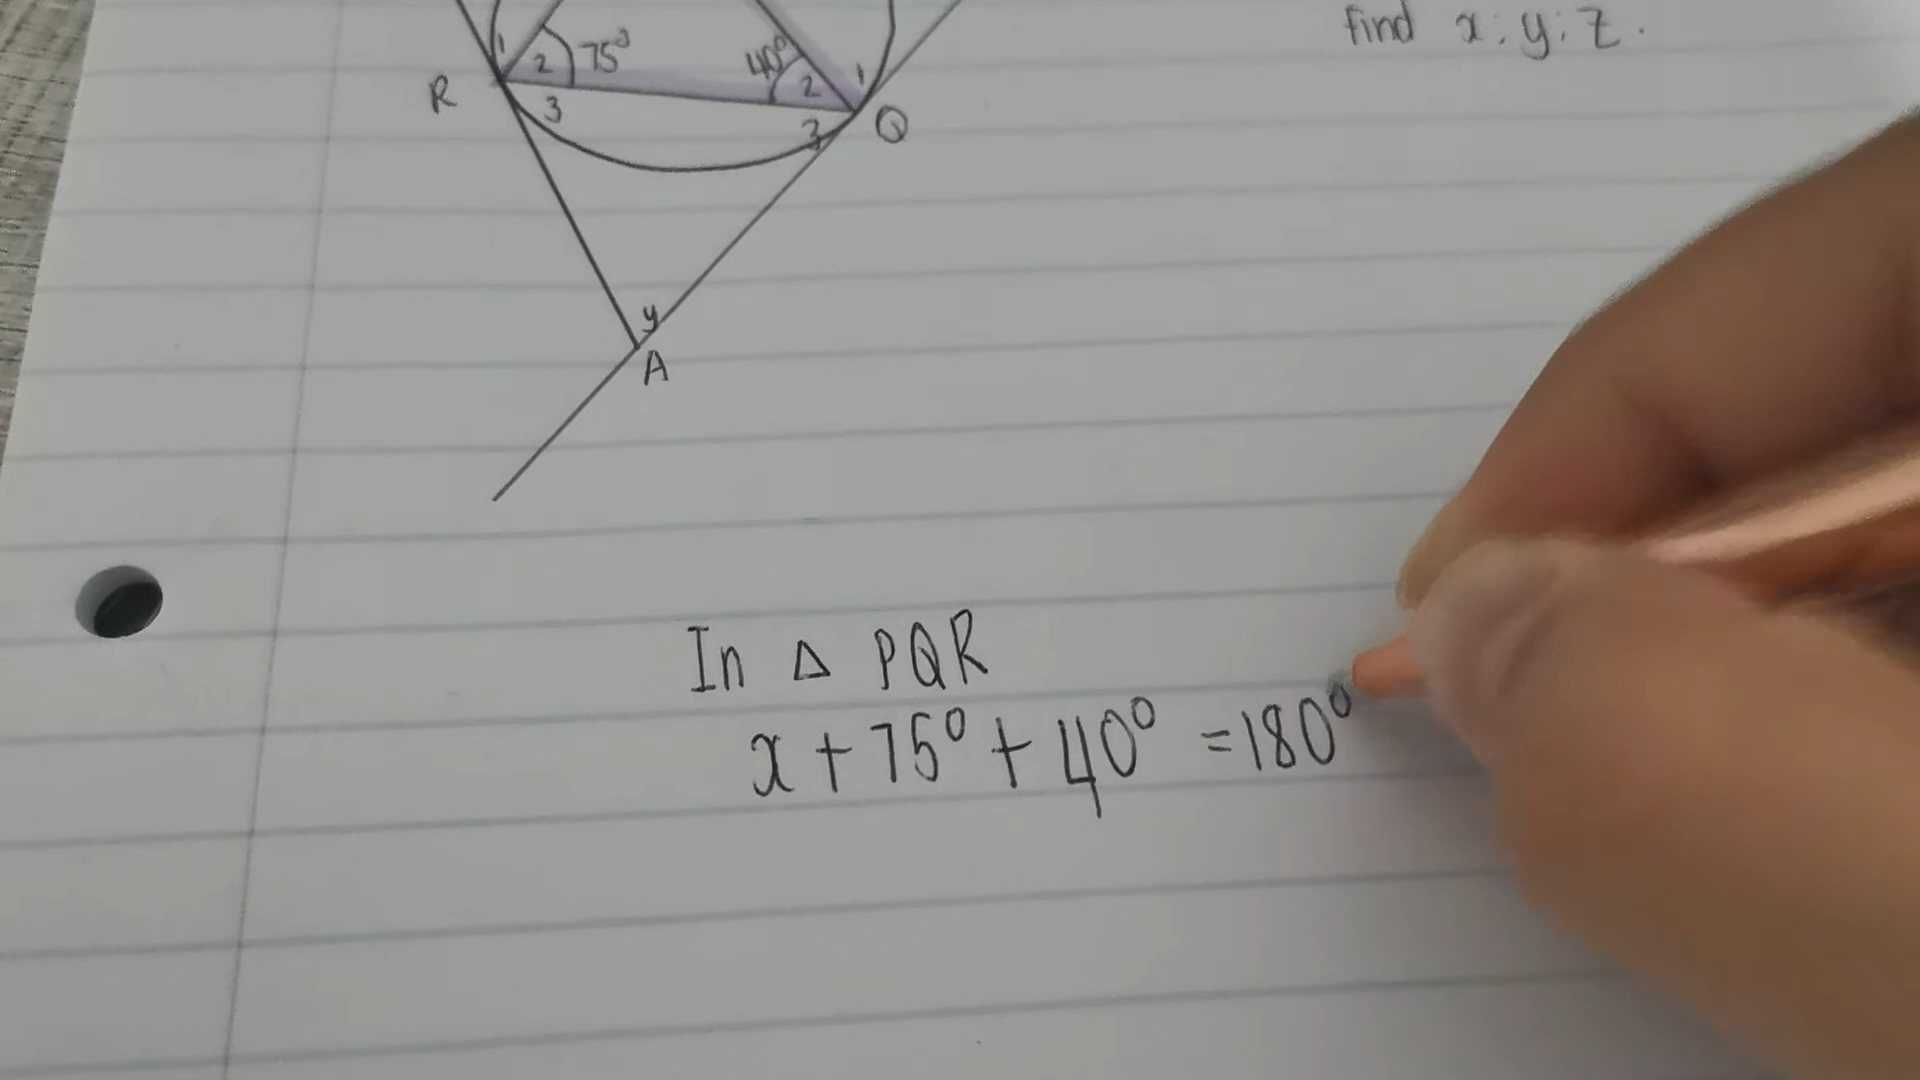 find x; y; z.
1
2
75°
40°
2
1
R
3
3
Q
y
A
In △ PQR
x + 75° + 40° = 180°